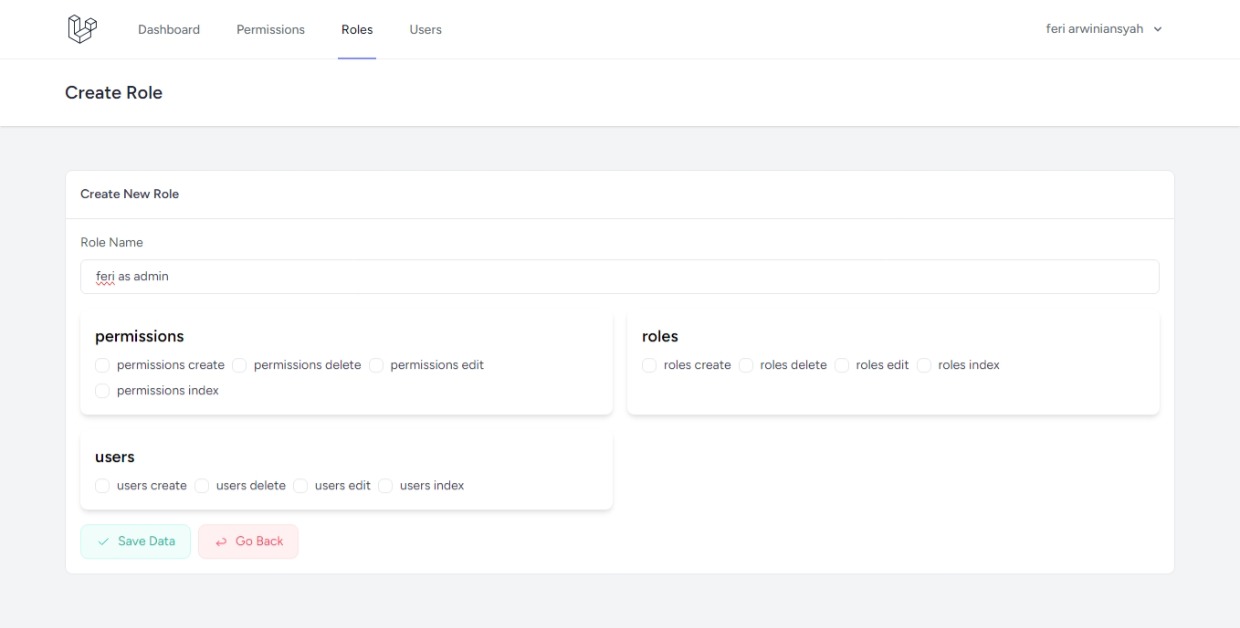 Dashboard Permissions Roles Users feri arwiniansyah
Create Role
Create New Role
Role Name
feri as admin
permissions
permissions create permissions delete permissions edit
permissions index
roles
roles create roles delete roles edit roles index
users
users create users delete users edit users index
Save Data Go Back